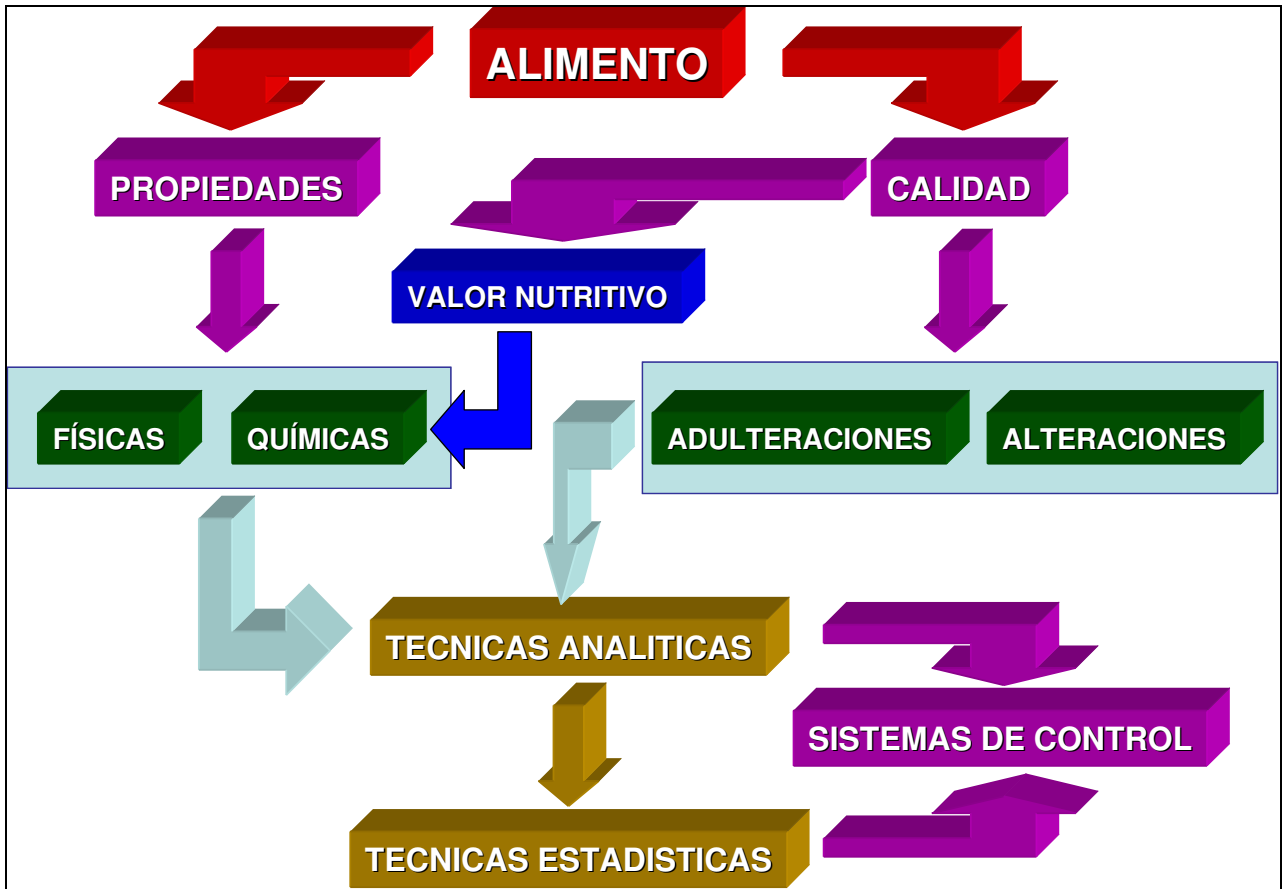 ALIMENTO
PROPIEDADES
CALIDAD
VALOR NUTRITIVO
FÍSICAS
QUÍMICAS
ADULTERACIONES
ALTERACIONES
TECNICAS ANALITICAS
SISTEMAS DE CONTROL
TECNICAS ESTADISTICAS